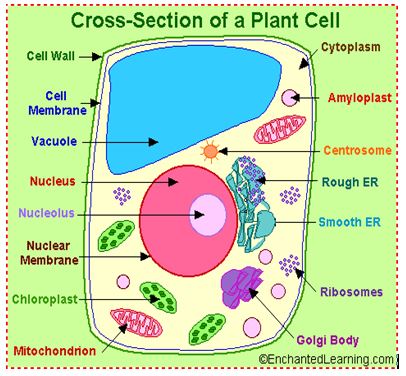 Cross-Section of a Plant Cell
Cell Wall
Cytoplasm
Cell
Membrane
Amyloplast
Vacuole
Centrosome
Nucleus
Rough ER
Nucleolus
Smooth ER
Nuclear
Membrane
Chloroplast
Ribosomes
Mitochondrion
Golgi Body
©EnchantedLearning.com